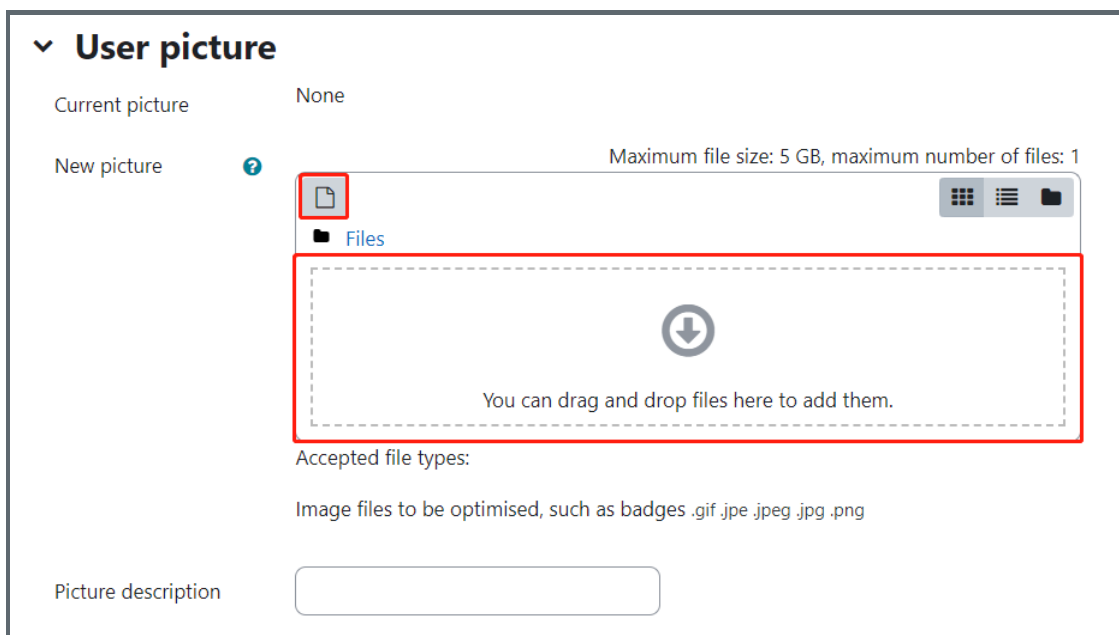 User picture
Current picture
None
New picture
Maximum file size: 5 GB, maximum number of files: 1
Files
You can drag and drop files here to add them.
Accepted file types:
Image files to be optimised, such as badges .gif .jpe .jpeg .jpg .png
Picture description